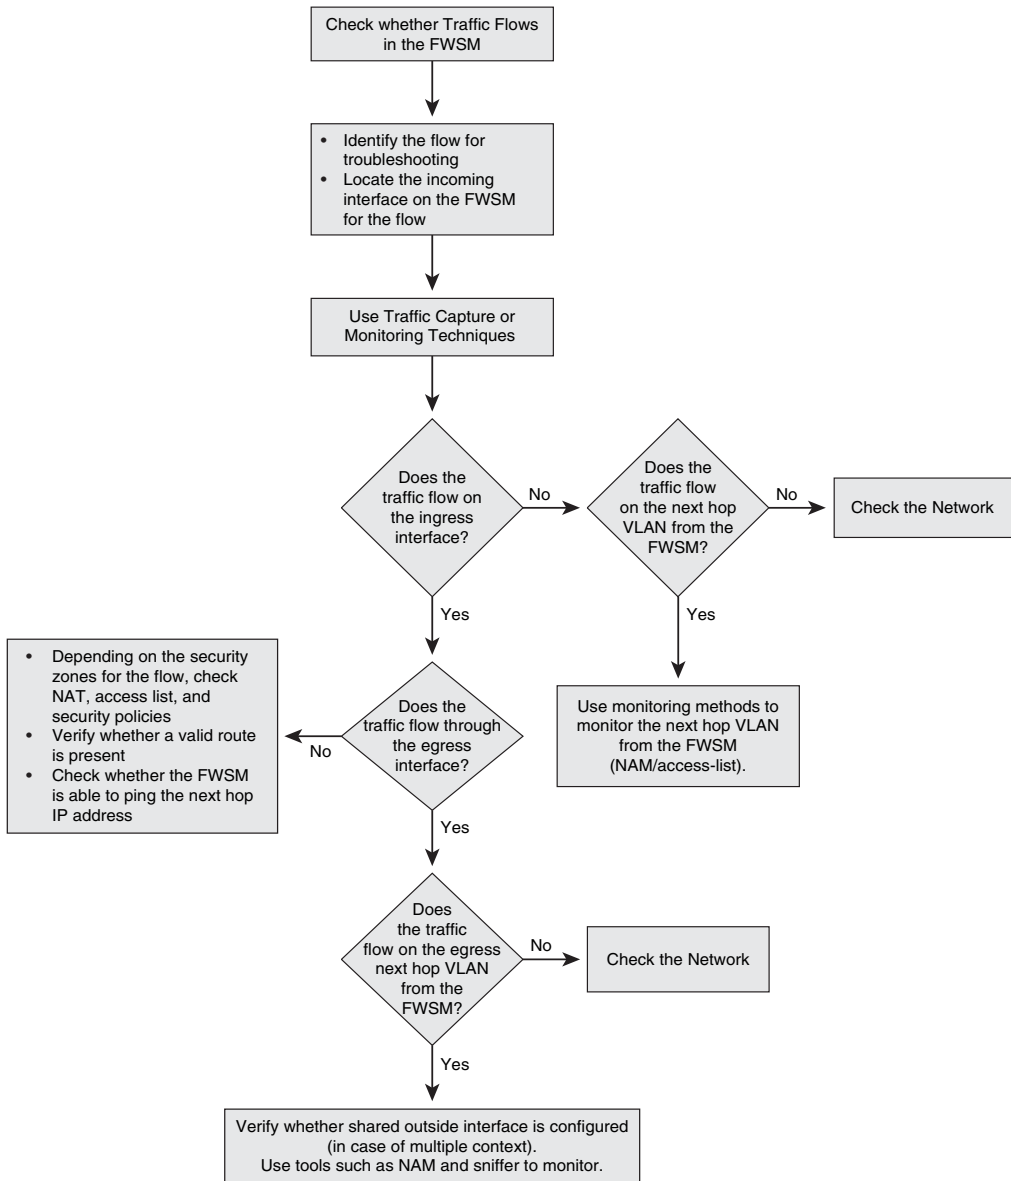 Check whether Traffic Flows
in the FWSM
• Identify the flow for
troubleshooting
• Locate the incoming
interface on the FWSM
for the flow
Use Traffic Capture or
Monitoring Techniques
Does the
traffic flow on
the ingress
interface?
No
Does the
traffic flow
on the next hop
VLAN from the
FWSM?
No
Check the Network
Yes
Yes
• Depending on the security
zones for the flow, check
NAT, access list, and
security policies
• Verify whether a valid route
is present
• Check whether the FWSM
is able to ping the next hop
IP address
No
Does the
traffic flow through
the egress
interface?
Use monitoring methods to
monitor the next hop VLAN
from the FWSM
(NAM/access-list).
Yes
Does
the traffic
flow on the egress
next hop VLAN
from the
FWSM?
No
Check the Network
Yes
Verify whether shared outside interface is configured
(in case of multiple context).
Use tools such as NAM and sniffer to monitor.